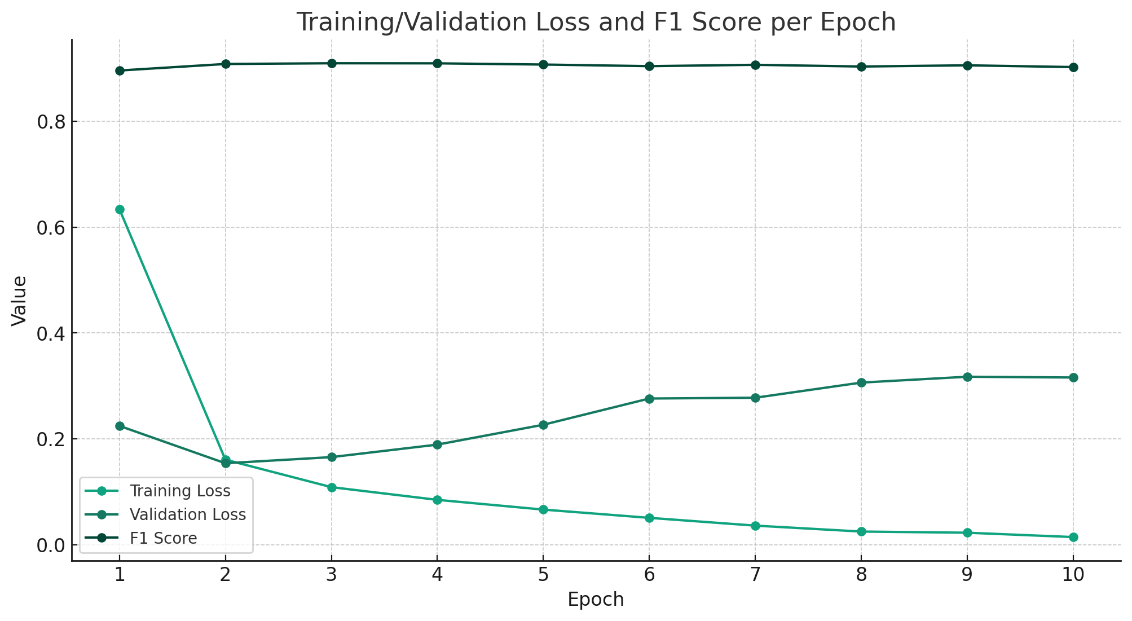 Training/Validation Loss and F1 Score per Epoch
Value
0.8
0.6
0.4
0.2
0.0
Training Loss
Validation Loss
F1 Score
1 2 3 4 5 6 7 8 9 10
Epoch